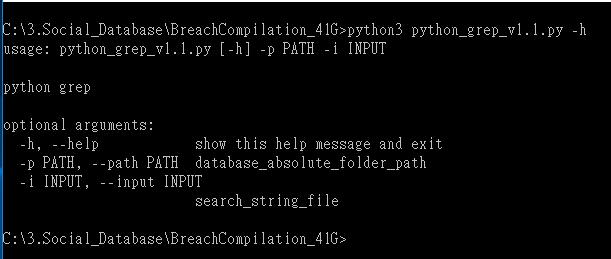 C:\3.Social_Database\BreachCompilation_41G>python3 python_grep_v1.1.py -h
usage: python_grep_v1.1.py [-h] -p PATH -i INPUT
python grep
optional arguments:
-h, --help show this help message and exit
-p PATH, --path PATH database_absolute_folder_path
-i INPUT, --input INPUT
search_string_file
C:\3.Social_Database\BreachCompilation_41G>